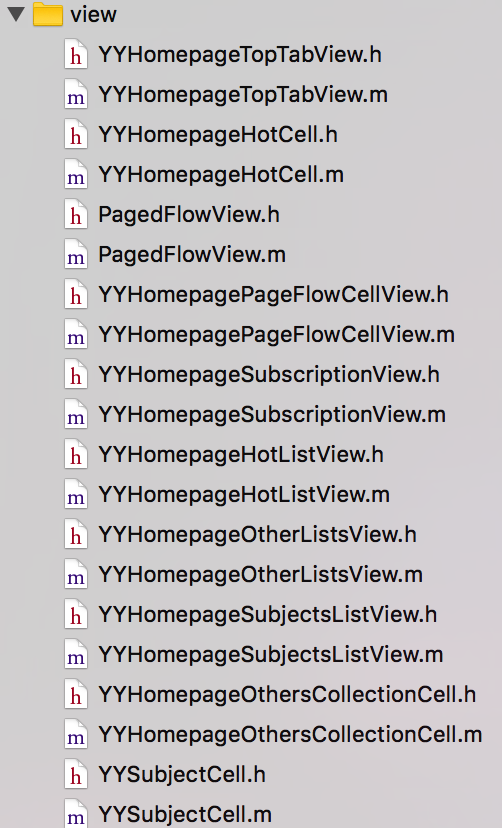 view
h YYHomepageTopTabView.h
m YYHomepageTopTabView.m
h YYHomepageHotCell.h
m YYHomepageHotCell.m
h PagedFlowView.h
m PagedFlowView.m
h YYHomepagePageFlowCellView.h
m YYHomepagePageFlowCellView.m
h YYHomepageSubscriptionView.h
m YYHomepageSubscriptionView.m
h YYHomepageHotListView.h
m YYHomepageHotListView.m
h YYHomepageOtherListsView.h
m YYHomepageOtherListsView.m
h YYHomepageSubjectsListView.h
m YYHomepageSubjectsListView.m
h YYHomepageOthersCollectionCell.h
m YYHomepageOthersCollectionCell.m
h YYSubjectCell.h
m YYSubjectCell.m